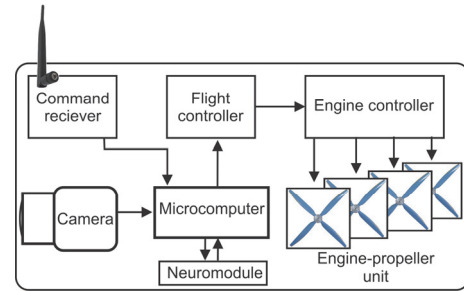 Command
reciever
Flight
controller
Engine controller
Camera
Microcomputer
Neuromodule
Engine-propeller
unit